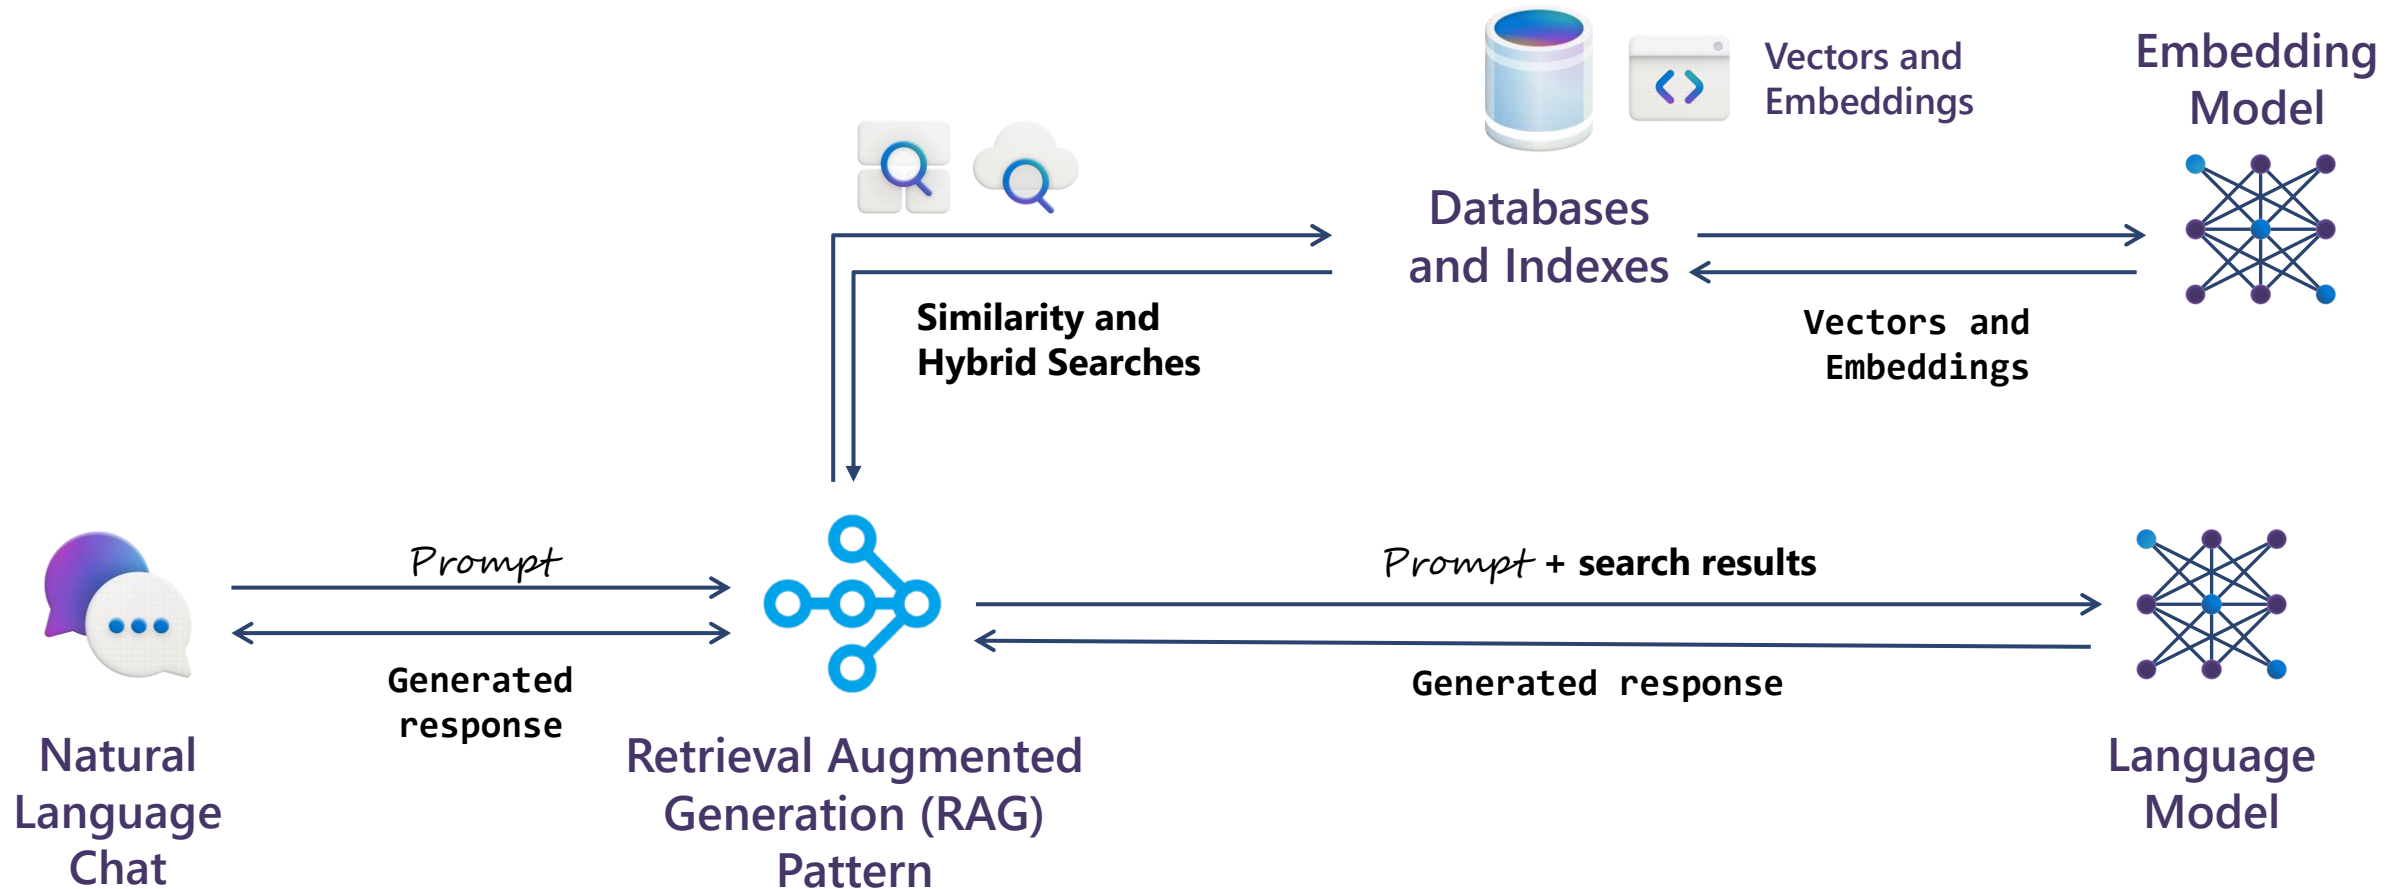 Vectors and
Embeddings
Embedding
Model
Databases
and Indexes
Similarity and
Hybrid Searches
Vectors and
Embeddings
Prompt
Prompt + search results
Generated
response
Generated response
Natural
Language
Chat
Retrieval Augmented
Generation (RAG)
Pattern
Language
Model